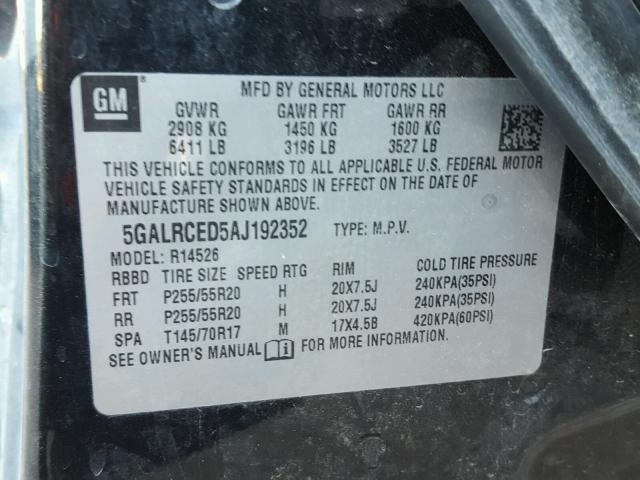 GM
MFD BY GENERAL MOTORS LLC
GVWR GAWR FRT GAWR RR
2908 KG 1450 KG 1600 KG
6411 LB 3196 LB 3527 LB
THIS VEHICLE CONFORMS TO ALL APPLICABLE U.S. FEDERAL MOTOR
VEHICLE SAFETY STANDARDS IN EFFECT ON THE DATE OF
MANUFACTURE SHOWN ABOVE.
5GALRCED5AJ192352 TYPE: M.P.V.
MODEL: R14526
RBBD TIRE SIZE SPEED RTG RIM COLD TIRE PRESSURE
FRT P255/55R20 H 20X7.5J 240KPA(35PSI)
RR P255/55R20 H 20X7.5J 240KPA(35PSI)
SPA T145/70R17 M 17X4.5B 420KPA(60PSI)
SEE OWNER'S MANUAL FOR MORE INFORMATION.